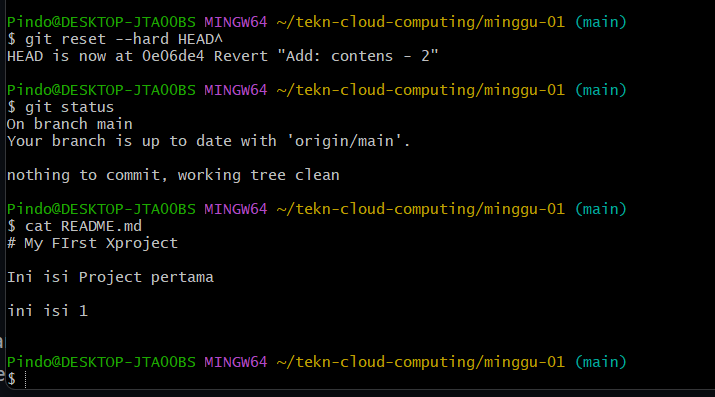 Pindo@DESKTOP-JTA0OBS MINGW64 ~/tekn-cloud-computing/minggu-01 (main)
$ git reset --hard HEAD^
HEAD is now at 0e06de4 Revert "Add: contens - 2"
Pindo@DESKTOP-JTA0OBS MINGW64 ~/tekn-cloud-computing/minggu-01 (main)
$ git status
On branch main
Your branch is up to date with 'origin/main'.
nothing to commit, working tree clean
Pindo@DESKTOP-JTA0OBS MINGW64 ~/tekn-cloud-computing/minggu-01 (main)
$ cat README.md
# My FIrst Xproject
Ini isi Project pertama
ini isi 1
Pindo@DESKTOP-JTA0OBS MINGW64 ~/tekn-cloud-computing/minggu-01 (main)
$